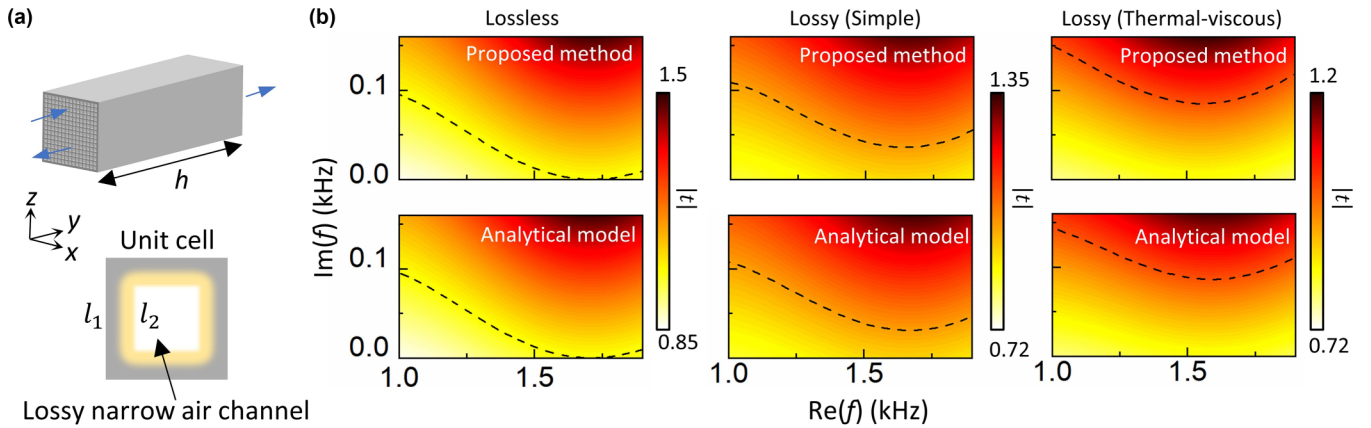 (a)
h
z
y
x
Unit cell
l₁
l₂
Lossy narrow air channel
(b)
Lossless
Lossy (Simple)
Lossy (Thermal-viscous)
Proposed method
Proposed method
Proposed method
Analytical model
Analytical model
Analytical model
Im(f) (kHz)
0.1
0.0
0.1
0.0
1.0
1.5
1.0
1.5
1.0
1.5
Re(f) (kHz)
1.5
|t|
0.85
1.35
|t|
0.72
1.2
|t|
0.72